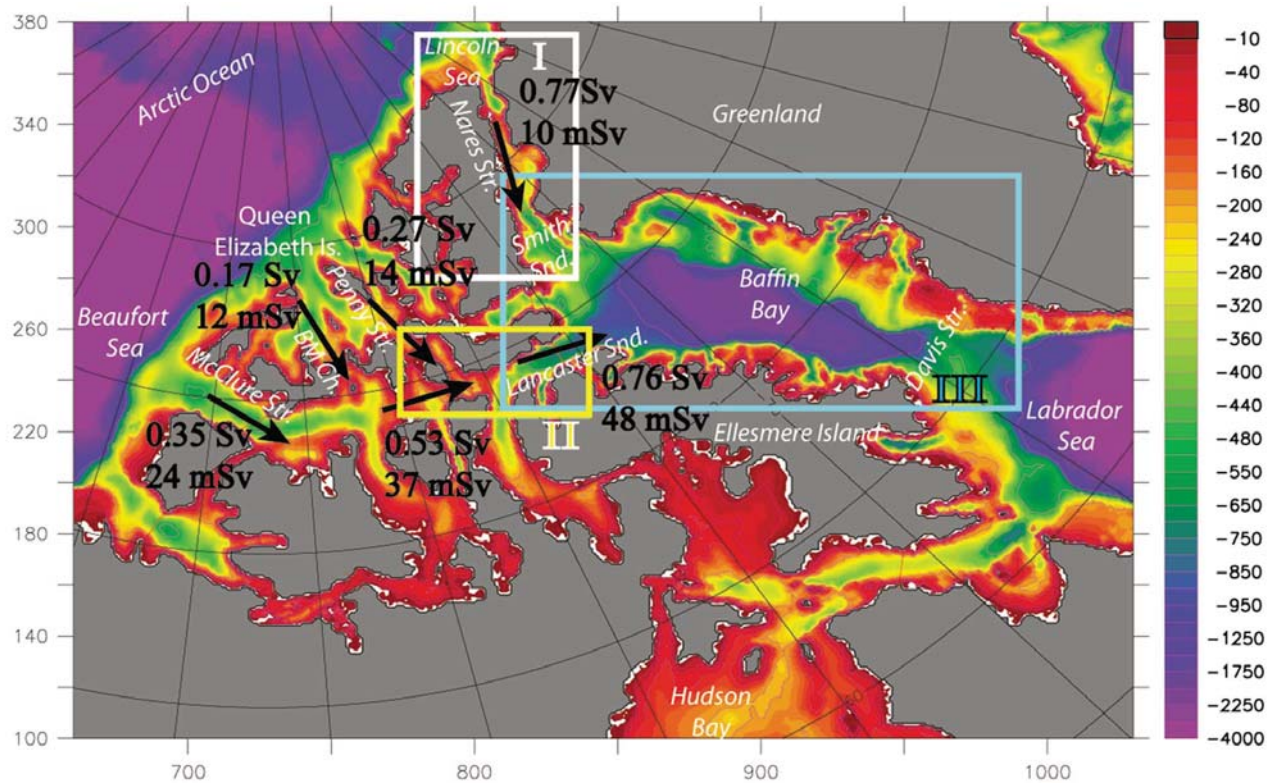 380
340
300
260
220
180
140
100
700
800
900
1000
Arctic Ocean
Lincoln
Sea
I
0.77Sv
10 mSv
Nares Str.
Greenland
Queen
Elizabeth Is.
0.27 Sv
14 mSv
Smith
Snd.
0.17 Sv
12 mSv
Penny Str.
Baffin
Bay
Beaufort
Sea
BMCh.
McClure Str.
Lancaster Snd.
Davis Str.
0.76 Sv
48 mSv
III
Labrador
Sea
0.35 Sv
24 mSv
0.53 Sv
37 mSv
II
Ellesmere Island
Hudson
Bay
-10
-40
-80
-120
-160
-200
-240
-280
-320
-360
-400
-440
-480
-550
-650
-750
-850
-950
-1250
-1750
-2250
-4000